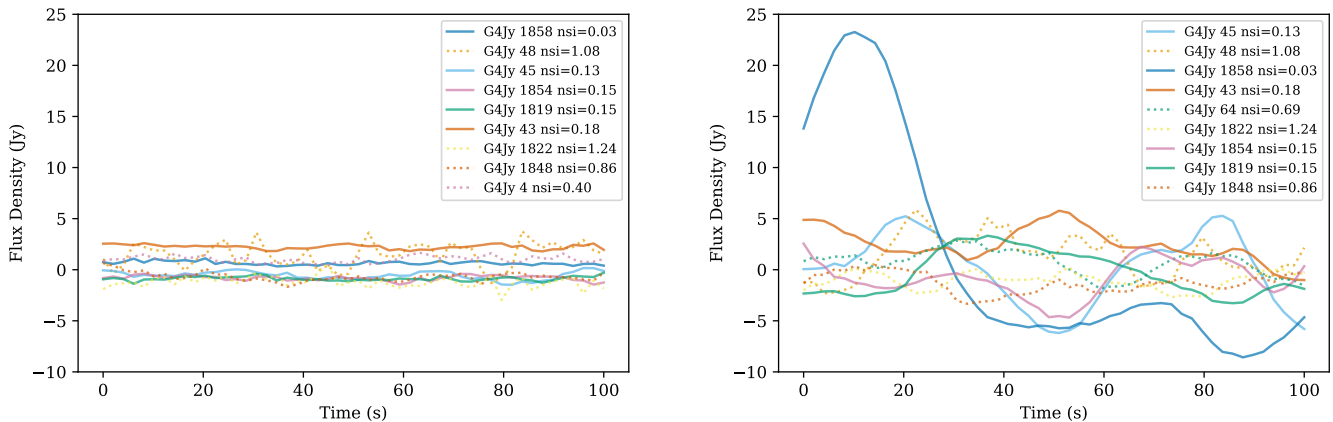 25
20
15
10
5
0
−5
−10
Flux Density (Jy)
0
20
40
60
80
100
Time (s)
G4Jy 1858 nsi=0.03
G4Jy 48 nsi=1.08
G4Jy 45 nsi=0.13
G4Jy 1854 nsi=0.15
G4Jy 1819 nsi=0.15
G4Jy 43 nsi=0.18
G4Jy 1822 nsi=1.24
G4Jy 1848 nsi=0.86
G4Jy 4 nsi=0.40
25
20
15
10
5
0
−5
−10
Flux Density (Jy)
0
20
40
60
80
100
Time (s)
G4Jy 45 nsi=0.13
G4Jy 48 nsi=1.08
G4Jy 1858 nsi=0.03
G4Jy 43 nsi=0.18
G4Jy 64 nsi=0.69
G4Jy 1822 nsi=1.24
G4Jy 1854 nsi=0.15
G4Jy 1819 nsi=0.15
G4Jy 1848 nsi=0.86